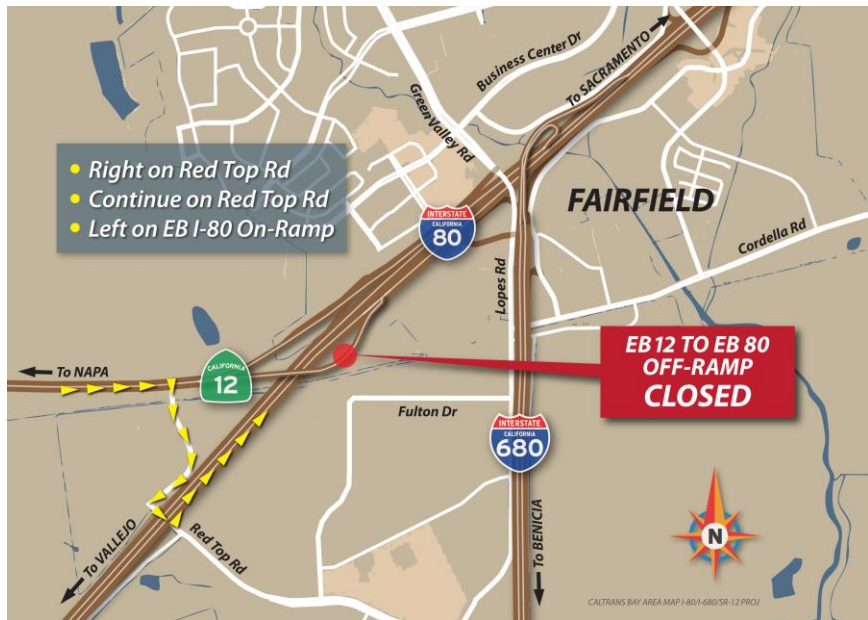 Business Center Dr
To SACRAMENTO
GreenValley Rd
Right on Red Top Rd
Continue on Red Top Rd
Left on EB I-80 On-Ramp
FAIRFIELD
INTERSTATE
CALIFORNIA
80
Cordella Rd
Lopes Rd
EB 12 TO EB 80
OFF-RAMP
CLOSED
To NAPA
CALIFORNIA
12
Fulton Dr
INTERSTATE
CALIFORNIA
680
To VALLEJO
Red Top Rd
To BENICIA
N
CALTRANS BAY AREA MAP I-80/I-680/SR-12 PROJ